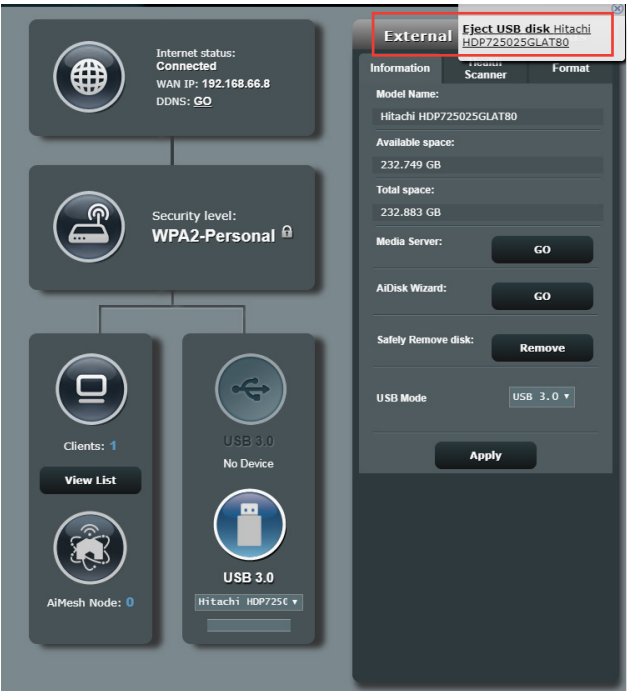 Internet status:
Connected
WAN IP: 192.168.66.8
DDNS: GO
Security level:
WPA2-Personal
Clients: 1
View List
AiMesh Node: 0
USB 3.0
No Device
USB 3.0
Hitachi HDP725
External
Eject USB disk Hitachi
HDP725025GLAT80
Information
Health
Scanner
Format
Model Name:
Hitachi HDP725025GLAT80
Available space:
232.749 GB
Total space:
232.883 GB
Media Server:
GO
AiDisk Wizard:
GO
Safely Remove disk:
Remove
USB Mode
USB 3.0
Apply